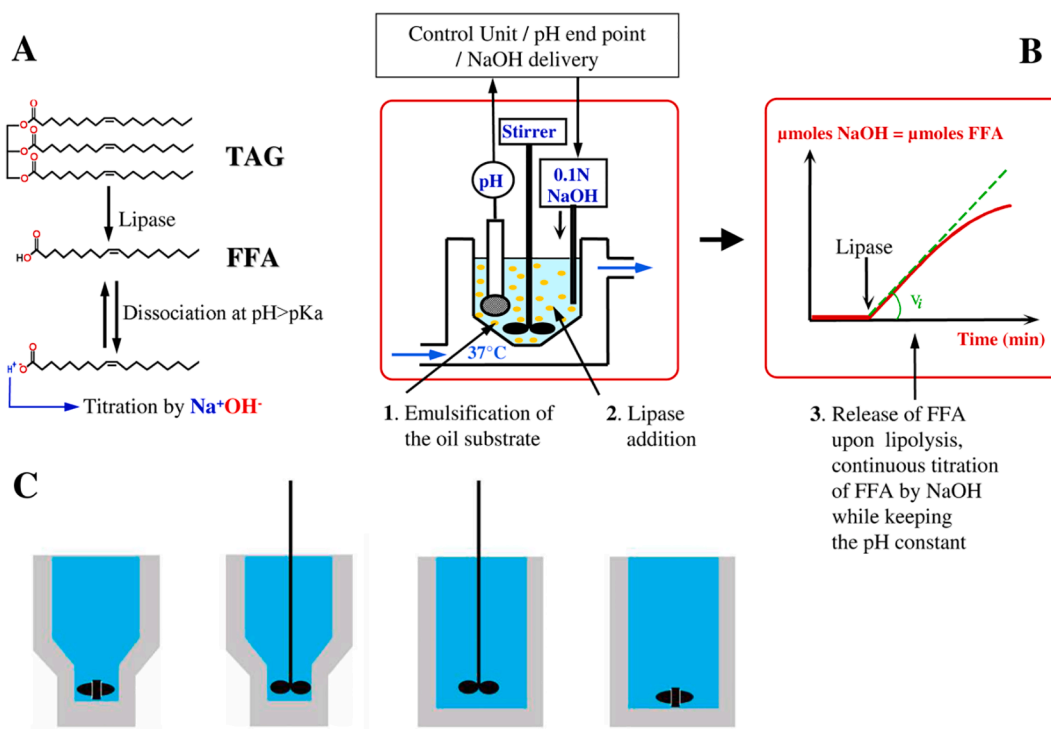 A
O
O
O
O
O
O
TAG
Lipase
O
HO
FFA
Dissociation at pH>pKa
O
H⁺ ⁻O
Titration by Na⁺OH⁻
Control Unit / pH end point
/ NaOH delivery
Stirrer
pH
0.1N
NaOH
37°C
1. Emulsification of
the oil substrate
2. Lipase
addition
B
µmoles NaOH = µmoles FFA
Lipase
Vi
Time (min)
3. Release of FFA
upon lipolysis,
continuous titration
of FFA by NaOH
while keeping
the pH constant
C